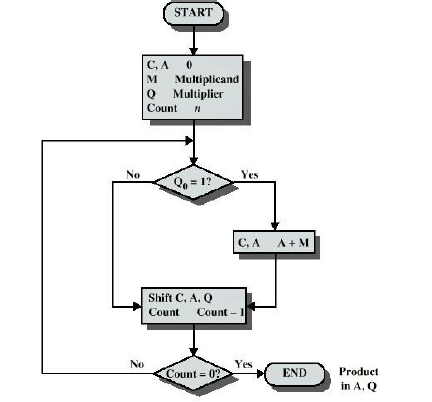 START
C, A 0
M Multiplicand
Q Multiplier
Count n
No
Q0 = 1?
Yes
C, A A + M
Shift C, A, Q
Count Count – 1
No
Count = 0?
Yes
END
Product
in A, Q